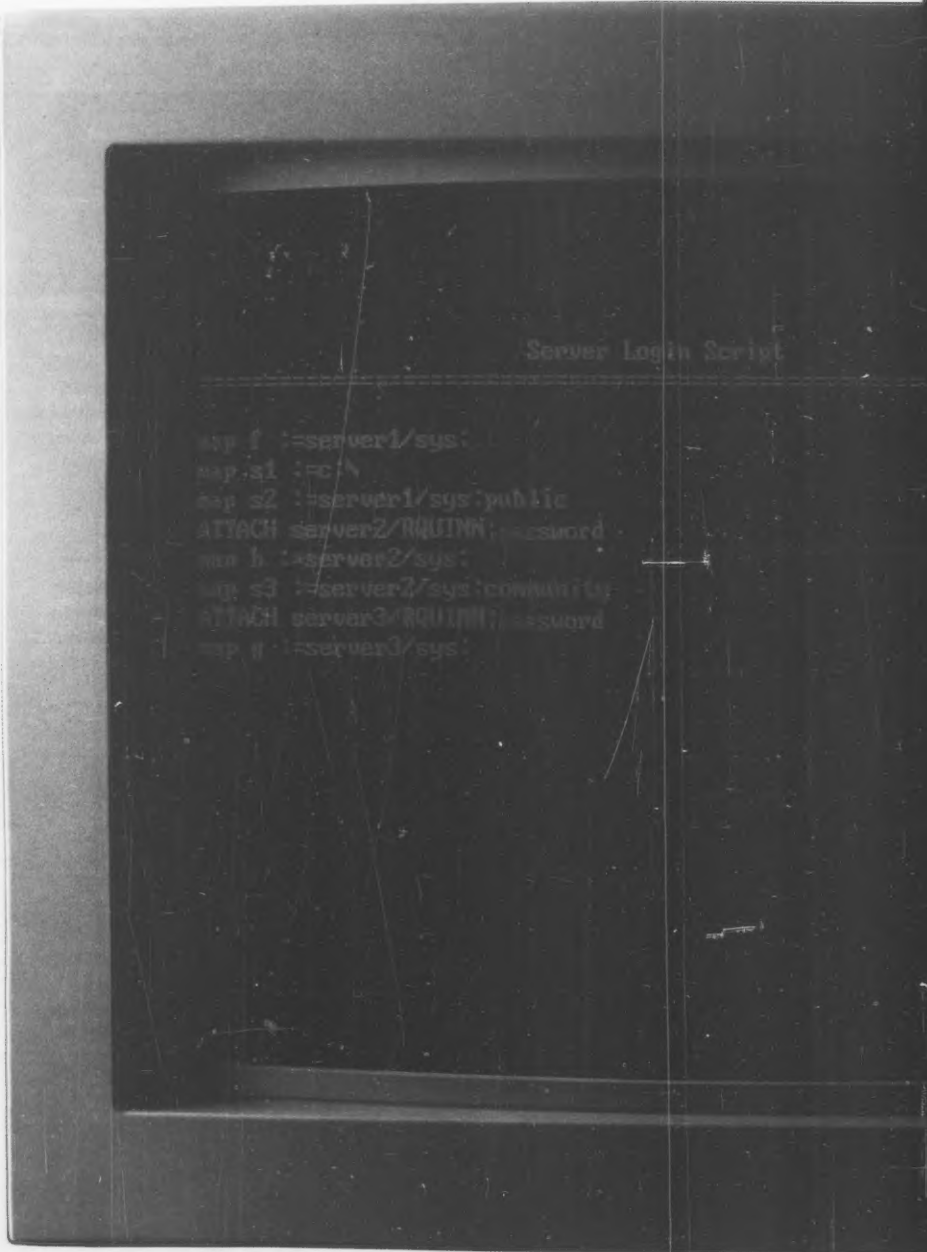 Server Login Script
map f :=server1/sys:
map s1 :=c:\
map s2 :=server1/sys:public
ATTACH server2/RQUINN;password
map h :=server2/sys:
map s3 :=server2/sys:community
ATTACH server3/RQUINN;password
map g :=server3/sys: